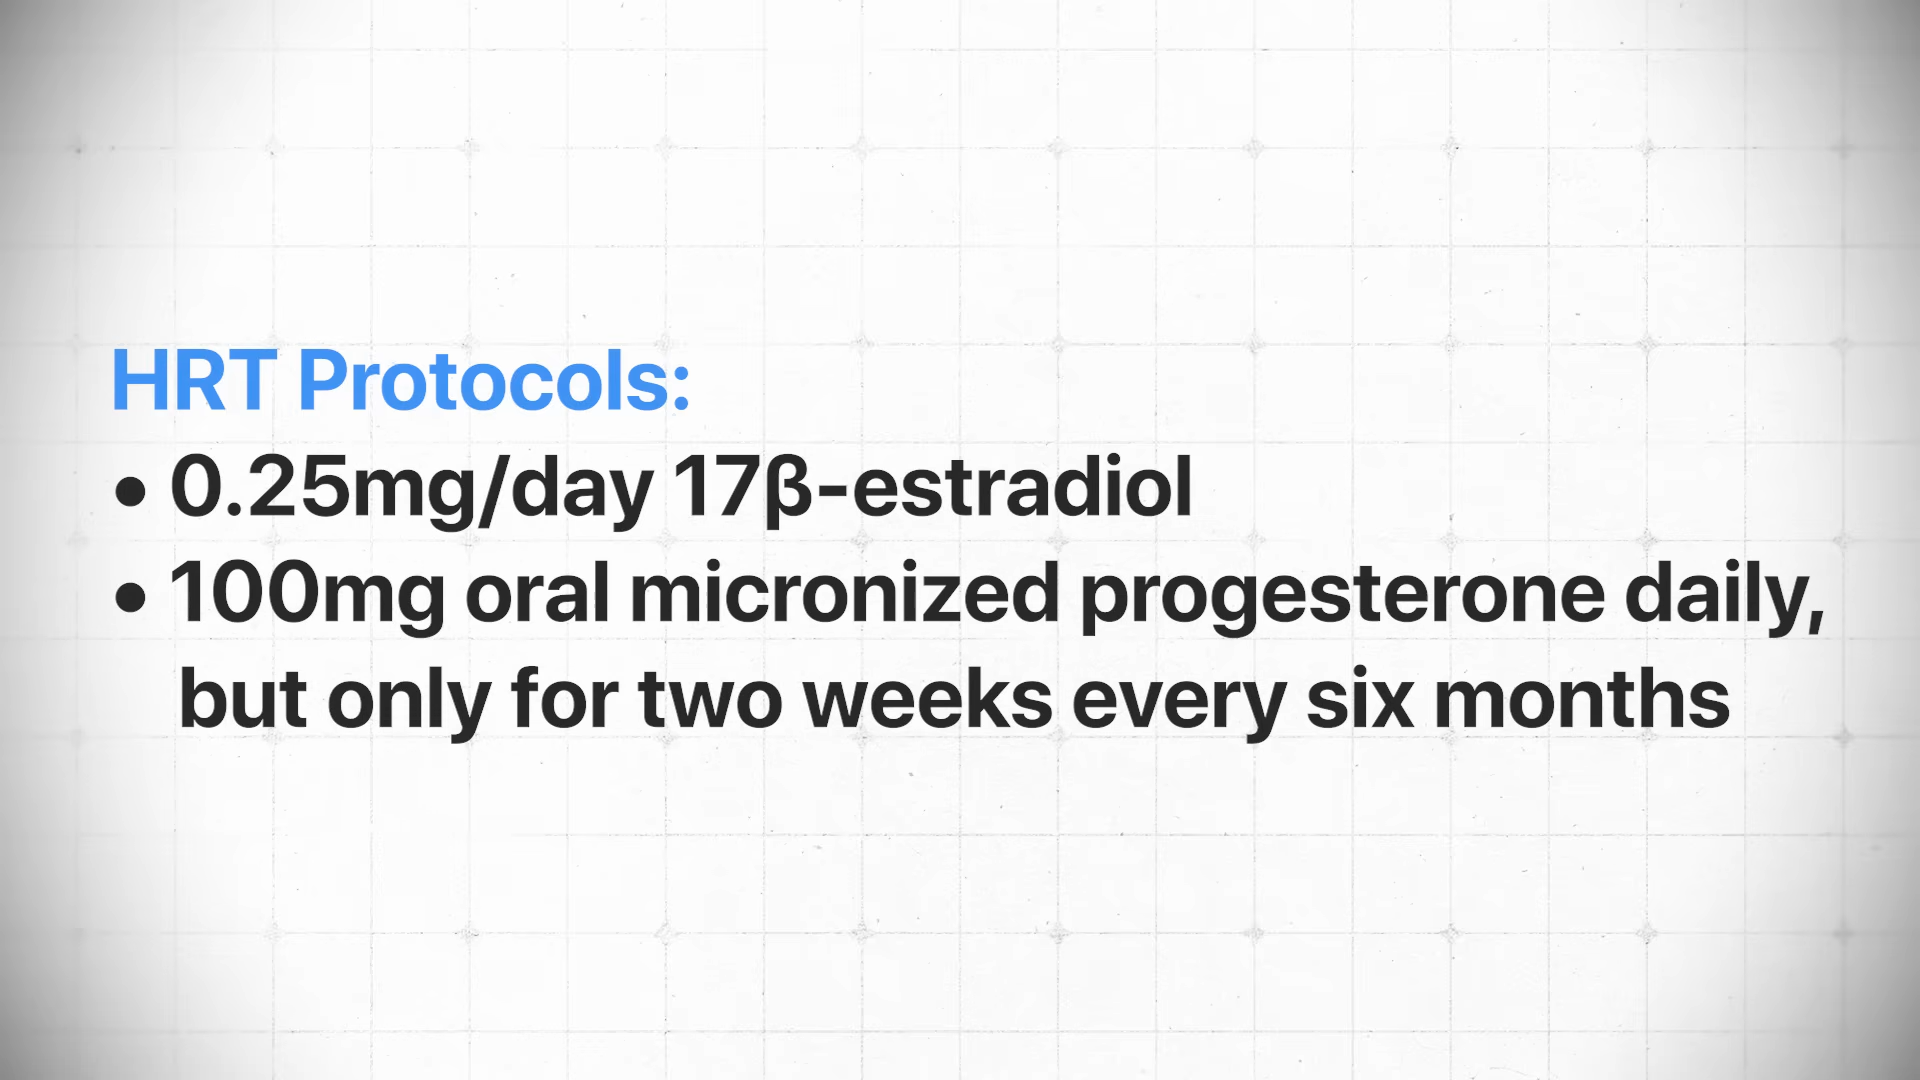 HRT Protocols:
• 0.25mg/day 17β-estradiol
• 100mg oral micronized progesterone daily,
but only for two weeks every six months